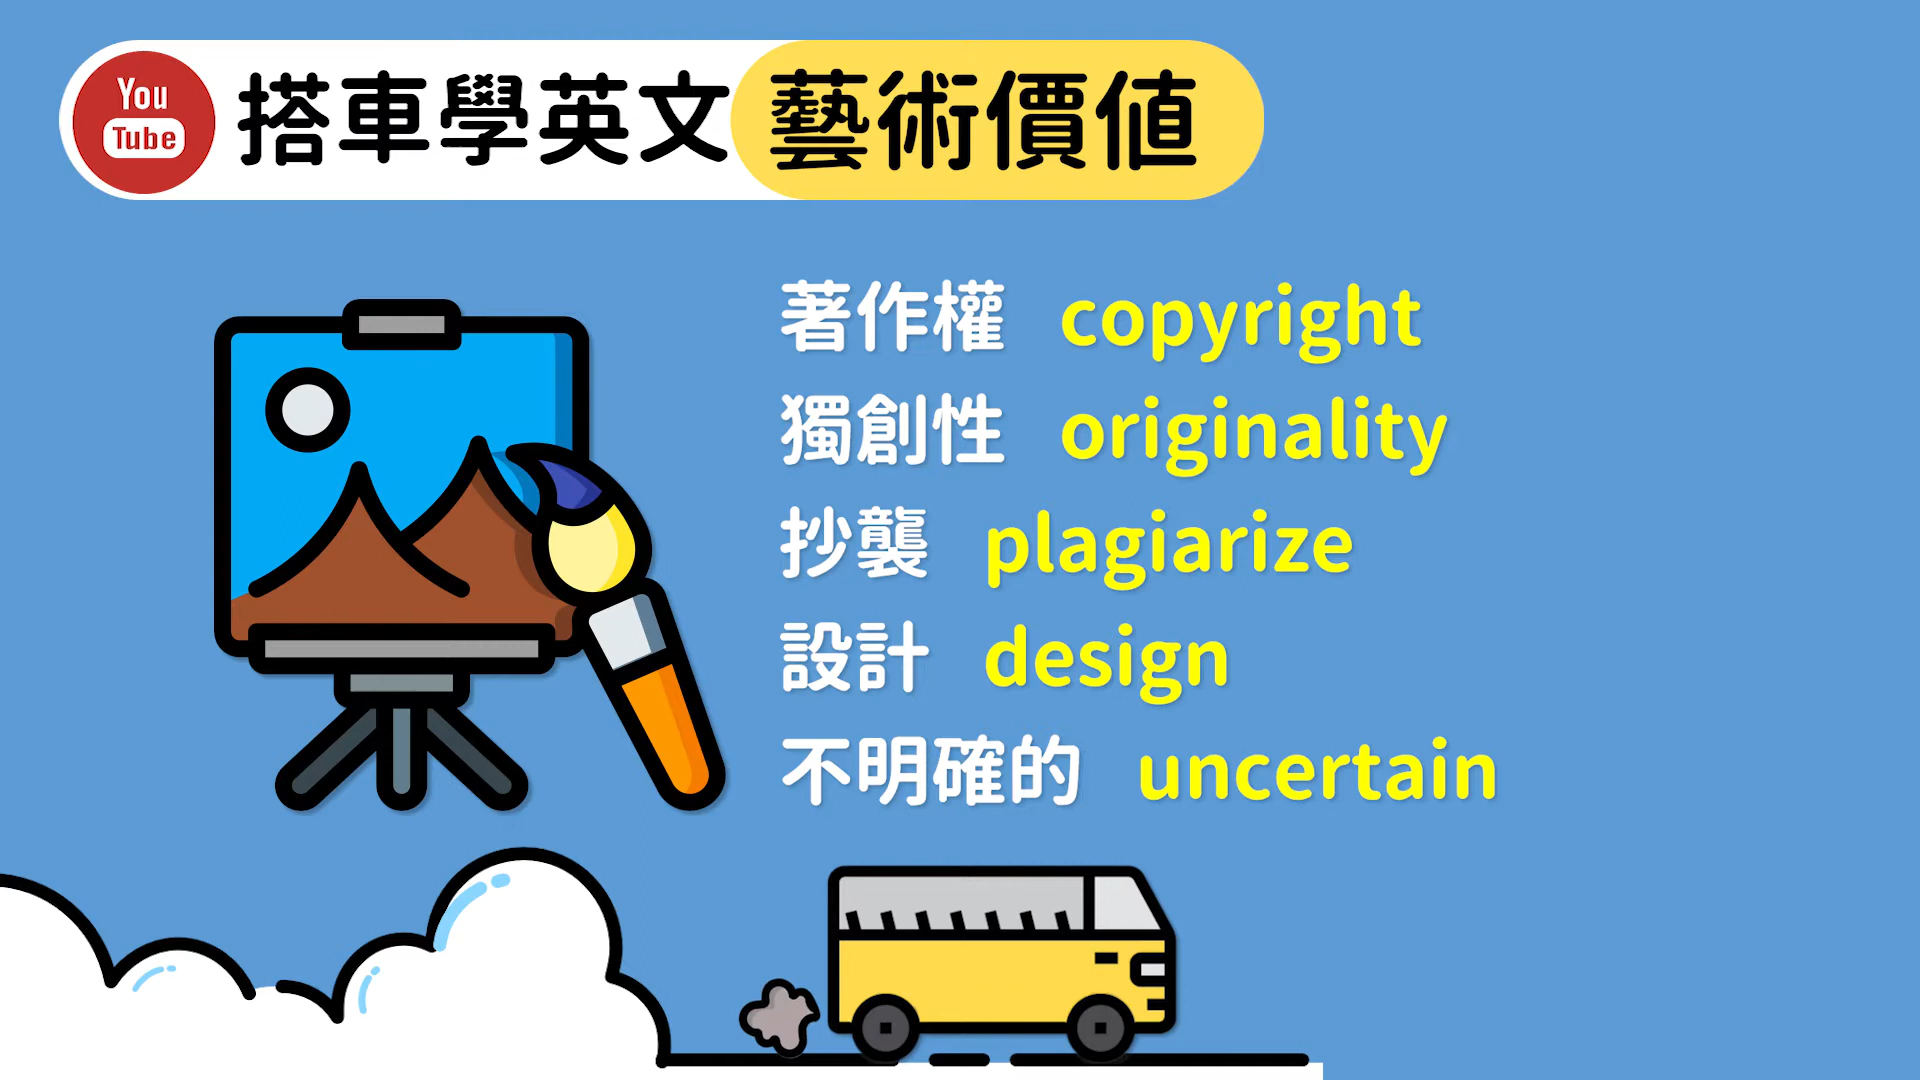 You
Tube
搭車學英文 藝術價值
著作權 copyright
獨創性 originality
抄襲 plagiarize
設計 design
不明確的 uncertain